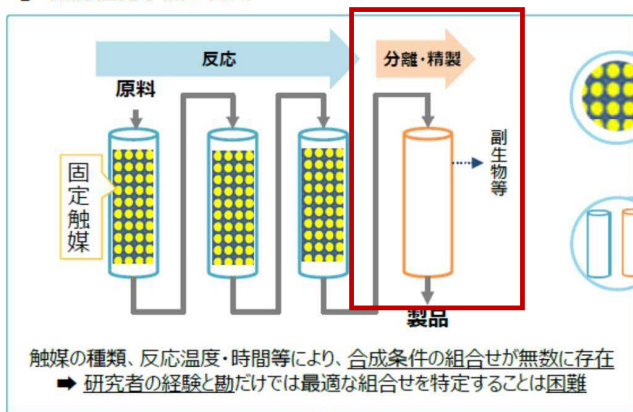 反応
分離・精製
原料
固定触媒
副生物等
製品
触媒の種類、反応温度・時間等により、合成条件の組合せが無数に存在
➡ 研究者の経験と勘だけでは最適な組合せを特定することは困難